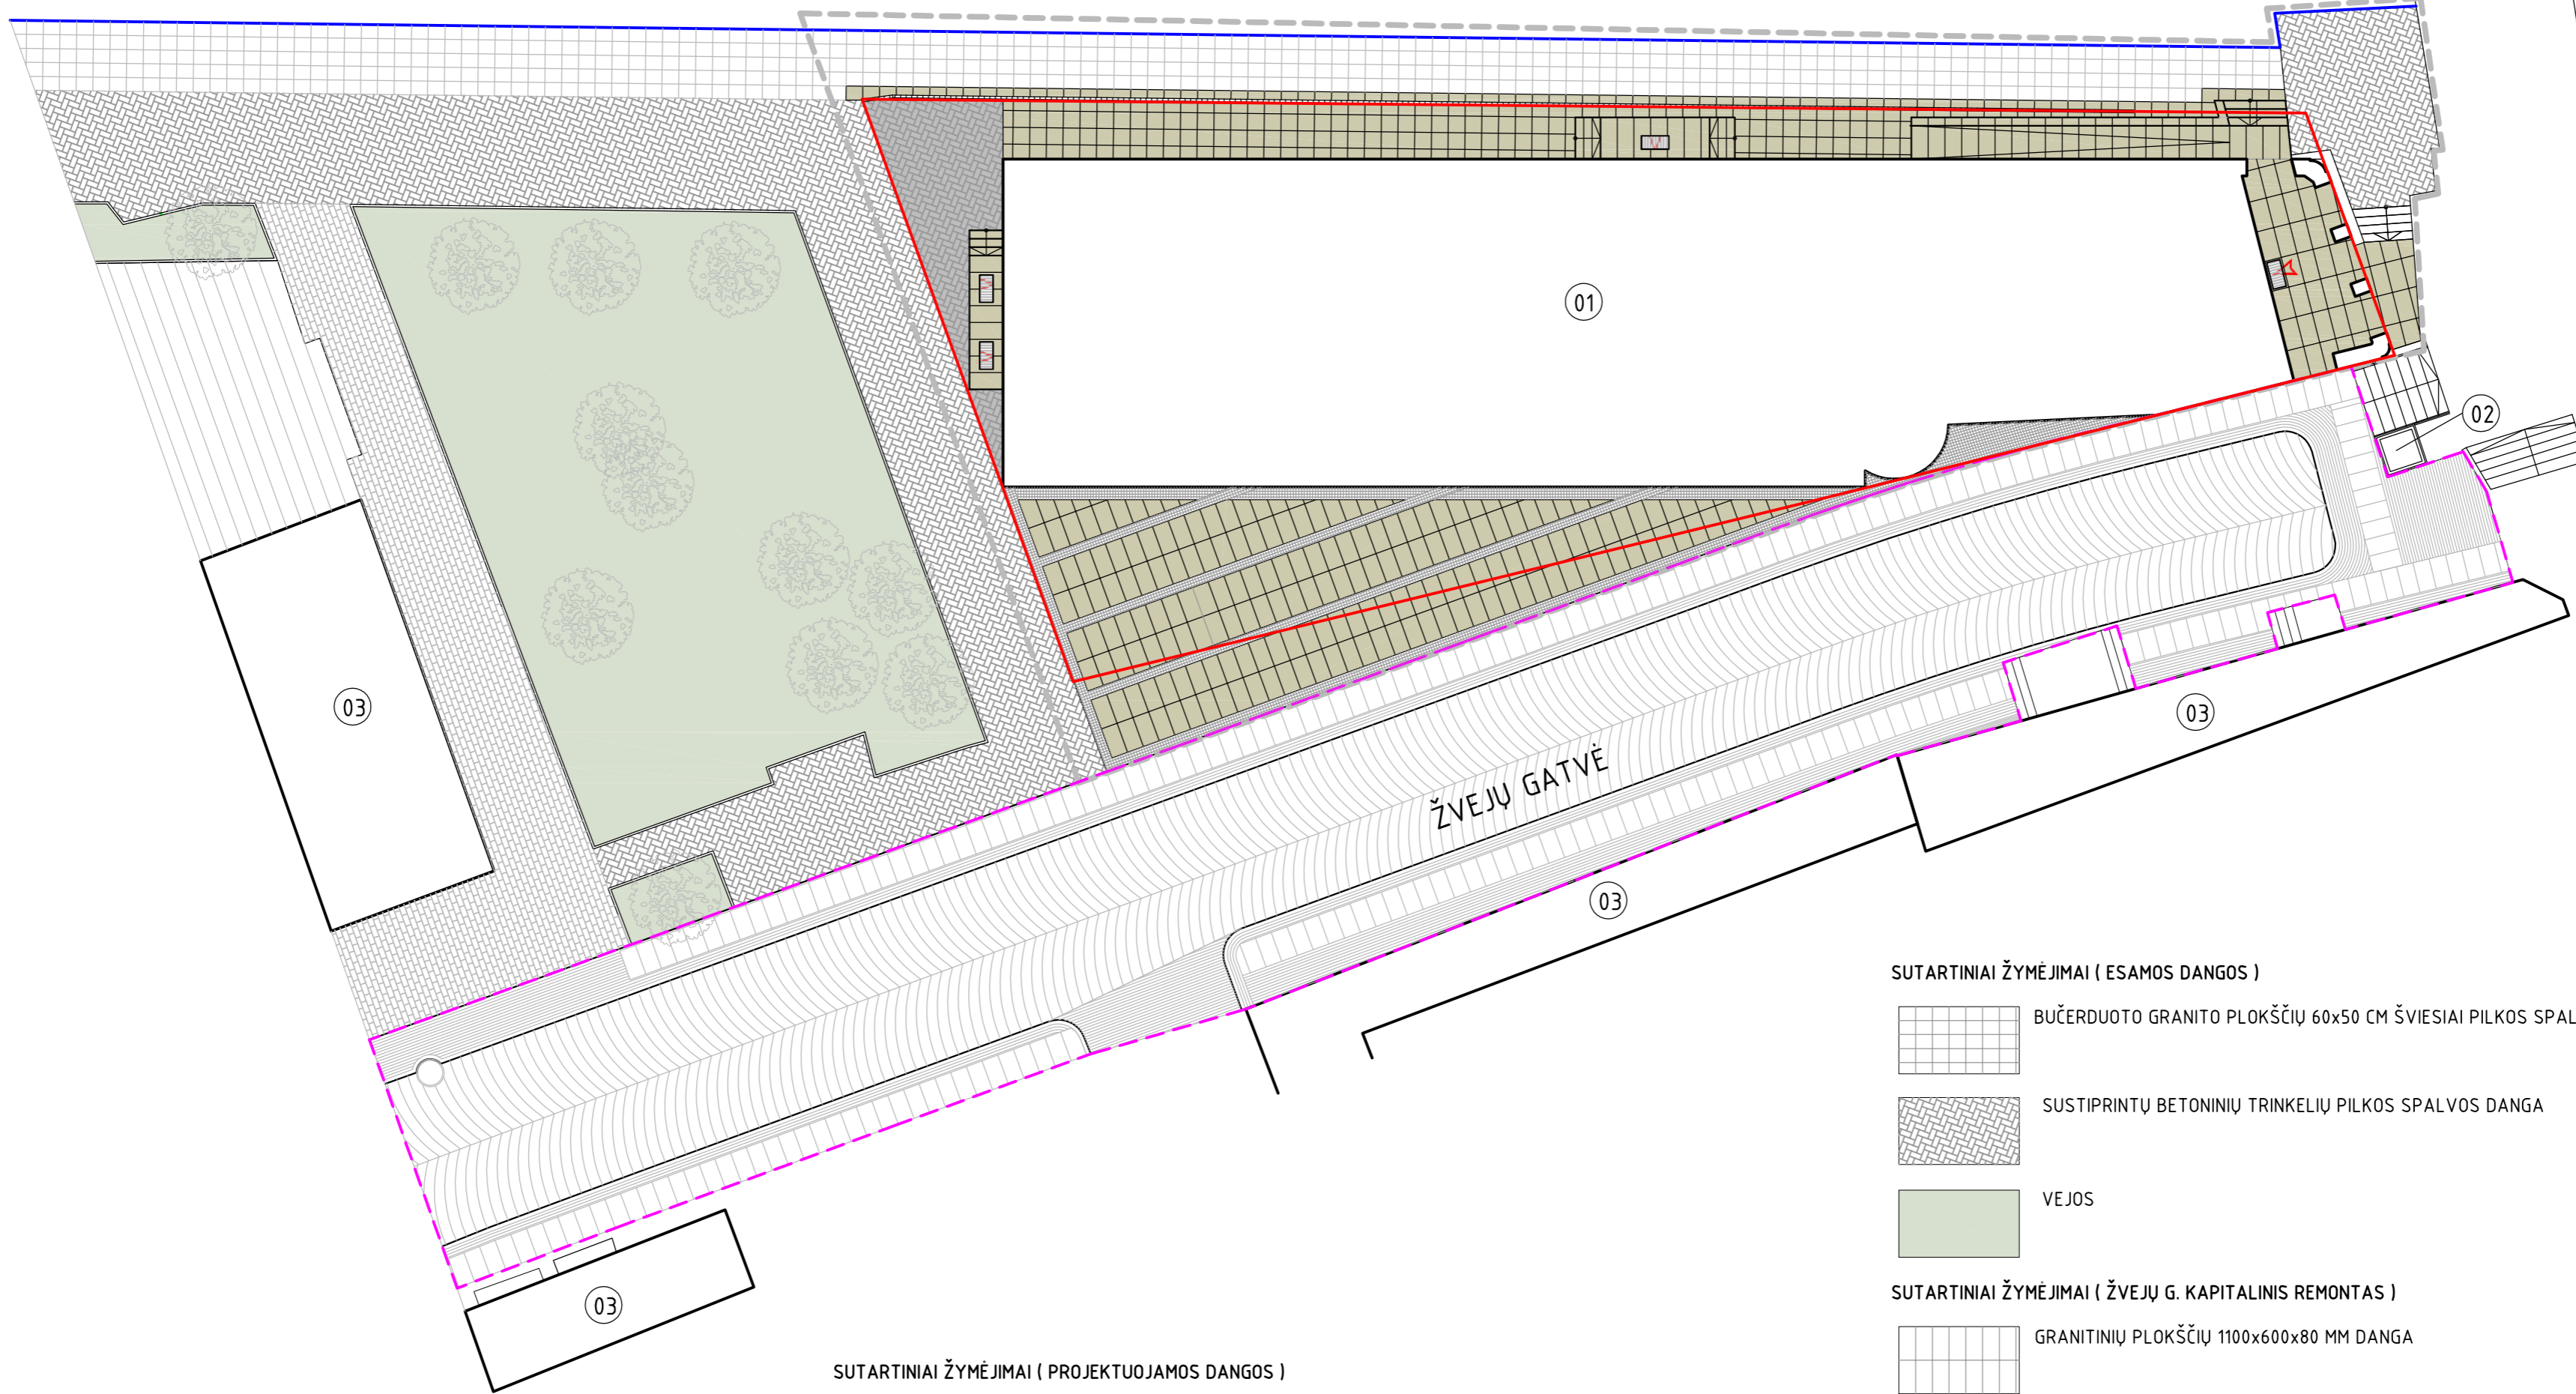 01
02
03
03
03
ŽVEJŲ GATVĖ
03
SUTARTINIAI ŽYMĖJIMAI ( ESAMOS DANGOS )
BUČERDUOTO GRANITO PLOKŠČIŲ 60x50 CM ŠVIESIAI PILKOS SPAL
SUSTIPRINTŲ BETONINIŲ TRINKELIŲ PILKOS SPALVOS DANGA
VEJOS
SUTARTINIAI ŽYMĖJIMAI ( ŽVEJŲ G. KAPITALINIS REMONTAS )
GRANITINIŲ PLOKŠČIŲ 1100x600x80 MM DANGA
SUTARTINIAI ŽYMĖJIMAI ( PROJEKTUOJAMOS DANGOS )